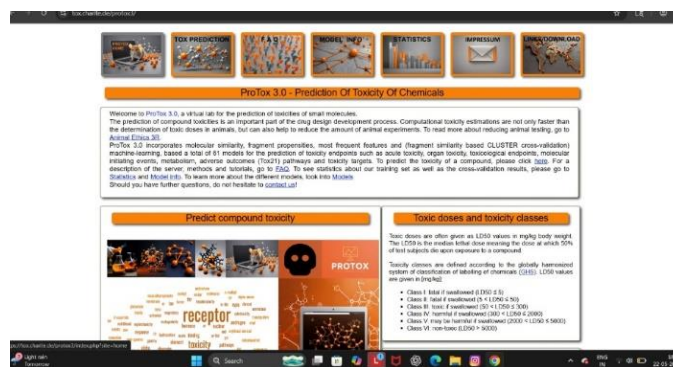 tox.charite.de/protox3/
TOX PREDICTION
F A Q
MODEL INFO
STATISTICS
IMPRESSUM
LINKS/DOWNLOAD
ProTox 3.0 - Prediction Of Toxicity Of Chemicals
Welcome to ProTox 3.0, a virtual lab for the prediction of toxicities of small molecules.
The prediction of compound toxicities is an important part of the drug design development process. Computational toxicity estimations are not only faster than
the determination of toxic doses in animals, but can also help to reduce the amount of animal experiments. To read more about reducing animal testing, go to
Animal Ethics 3R.
ProTox 3.0 incorporates molecular similarity, fragment propensities, most frequent features and (fragment similarity based CLUSTER cross-validation)
machine-learning, based a total of 61 models for the prediction of toxicity endpoints such as acute toxicity, organ toxicity, toxicological endpoints, molecular
initiating events, metabolism, adverse outcomes (Tox21) pathways and toxicity targets. To predict the toxicity of a compound, please click here. For a
description of the server, methods and tutorials, go to FAQ. To see statistics about our training set as well as the cross-validation results, please go to
Statistics and Model Info. To learn more about the different models, look into Models.
Should you have further questions, do not hesitate to contact us!
Predict compound toxicity
PROTOX
receptor
toxicity
Toxic doses and toxicity classes
Toxic doses are often given as LD50 values in mg/kg body weight.
The LD50 is the median lethal dose meaning the dose at which 50%
of test subjects die upon exposure to a compound.
Toxicity classes are defined according to the globally harmonized
system of classification of labeling of chemicals (GHS). LD50 values
are given in [mg/kg]:
• Class I: fatal if swallowed (LD50 ≤ 5)
• Class II: fatal if swallowed (5 < LD50 ≤ 50)
• Class III: toxic if swallowed (50 < LD50 ≤ 300)
• Class IV: harmful if swallowed (300 < LD50 ≤ 2000)
• Class V: may be harmful if swallowed (2000 < LD50 ≤ 5000)
• Class VI: non-toxic (LD50 > 5000)
Light rain
Tomorrow
Search
ENG
IN